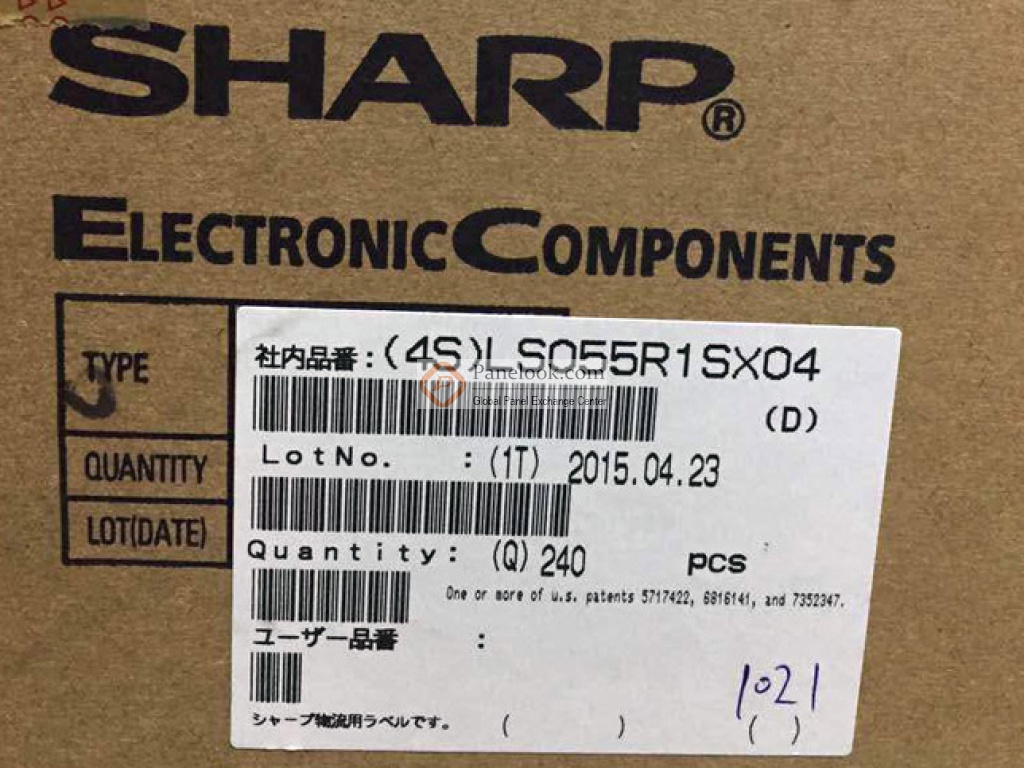 SHARP®
ELECTRONIC COMPONENTS
TYPE
QUANTITY
LOT(DATE)
社内品番:(4S)LS055R1SX04
Panelook.com
Global Panel Exchange Center
(D)
LotNo. :(1T) 2015.04.23
Quantity: (Q) 240 PCS
One or more of u.s. patents 5717422, 6816141, and 7352347.
ユーザー品番 :
1021
シャープ物流用ラベルです。 ( ) ( )